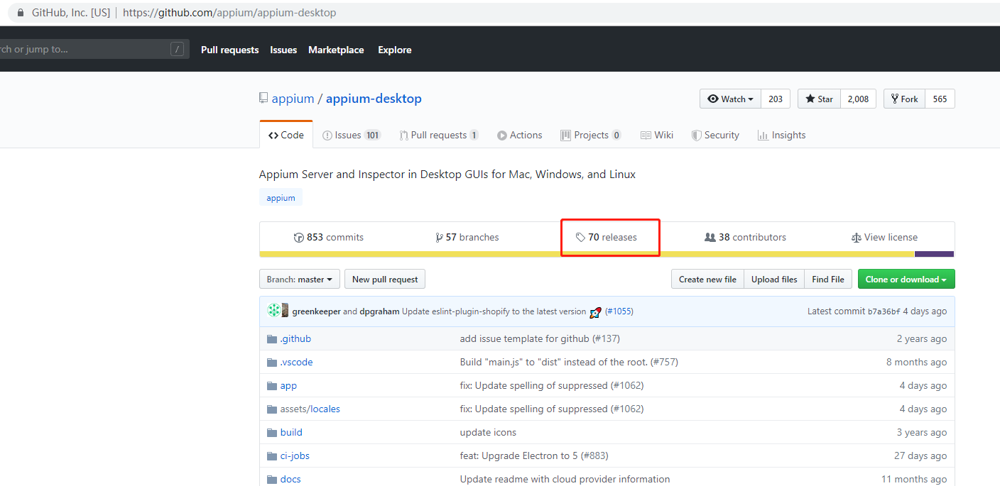 GitHub, Inc. [US] | https://github.com/appium/appium-desktop
rch or jump to... / Pull requests Issues Marketplace Explore
appium / appium-desktop Watch 203 Star 2,008 Fork 565
Code Issues 101 Pull requests 1 Actions Projects 0 Wiki Security Insights
Appium Server and Inspector in Desktop GUIs for Mac, Windows, and Linux
appium
853 commits 57 branches 70 releases 38 contributors View license
Branch: master New pull request Create new file Upload files Find File Clone or download
greenkeeper and dpgraham Update eslint-plugin-shopify to the latest version 🚀 (#1055) Latest commit b7a36bf 4 days ago
.github add issue template for github (#137) 2 years ago
.vscode Build "main.js" to "dist" instead of the root. (#757) 8 months ago
app fix: Update spelling of suppressed (#1062) 4 days ago
assets/locales fix: Update spelling of suppressed (#1062) 4 days ago
build update icons 3 years ago
ci-jobs feat: Upgrade Electron to 5 (#883) 27 days ago
docs Update readme with cloud provider information 11 months ago